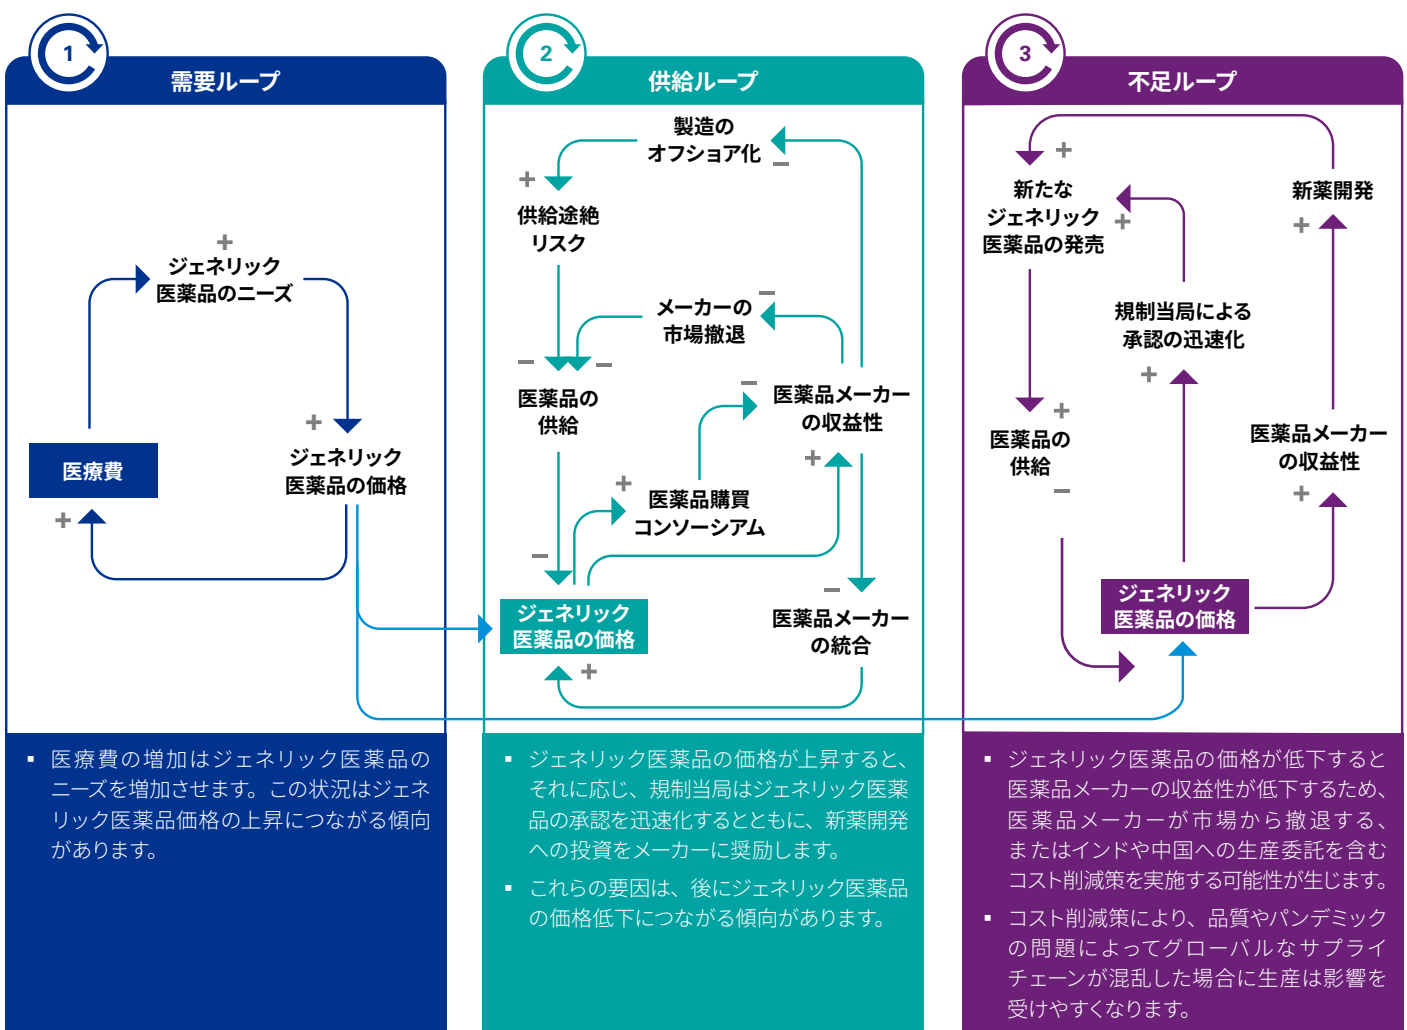 1
需要ループ
+
ジェネリック
医薬品のニーズ
+
ジェネリック
医薬品の価格
医療費
+
▪ 医療費の増加はジェネリック医薬品の
ニーズを増加させます。この状況はジェネ
リック医薬品価格の上昇につながる傾向
があります。
2
供給ループ
製造の
オフショア化
−
+
供給途絶
リスク
−
メーカーの
市場撤退
−
−
医薬品の
供給
−
医薬品メーカー
の収益性
+
+
医薬品購買
コンソーシアム
−
ジェネリック
医薬品の価格
+
−
医薬品メーカー
の統合
▪ ジェネリック医薬品の価格が上昇すると、
それに応じ、規制当局はジェネリック医薬
品の承認を迅速化するとともに、新薬開発
への投資をメーカーに奨励します。
▪ これらの要因は、後にジェネリック医薬品
の価格低下につながる傾向があります。
3
不足ループ
+
新たな
ジェネリック
医薬品の発売
+
新薬開発
+
規制当局による
承認の迅速化
+
+
医薬品の
供給
−
医薬品メーカー
の収益性
+
ジェネリック
医薬品の価格
▪ ジェネリック医薬品の価格が低下すると
医薬品メーカーの収益性が低下するため、
医薬品メーカーが市場から撤退する、
またはインドや中国への生産委託を含む
コスト削減策を実施する可能性が生じます。
▪ コスト削減策により、品質やパンデミック
の問題によってグローバルなサプライ
チェーンが混乱した場合に生産は影響を
受けやすくなります。